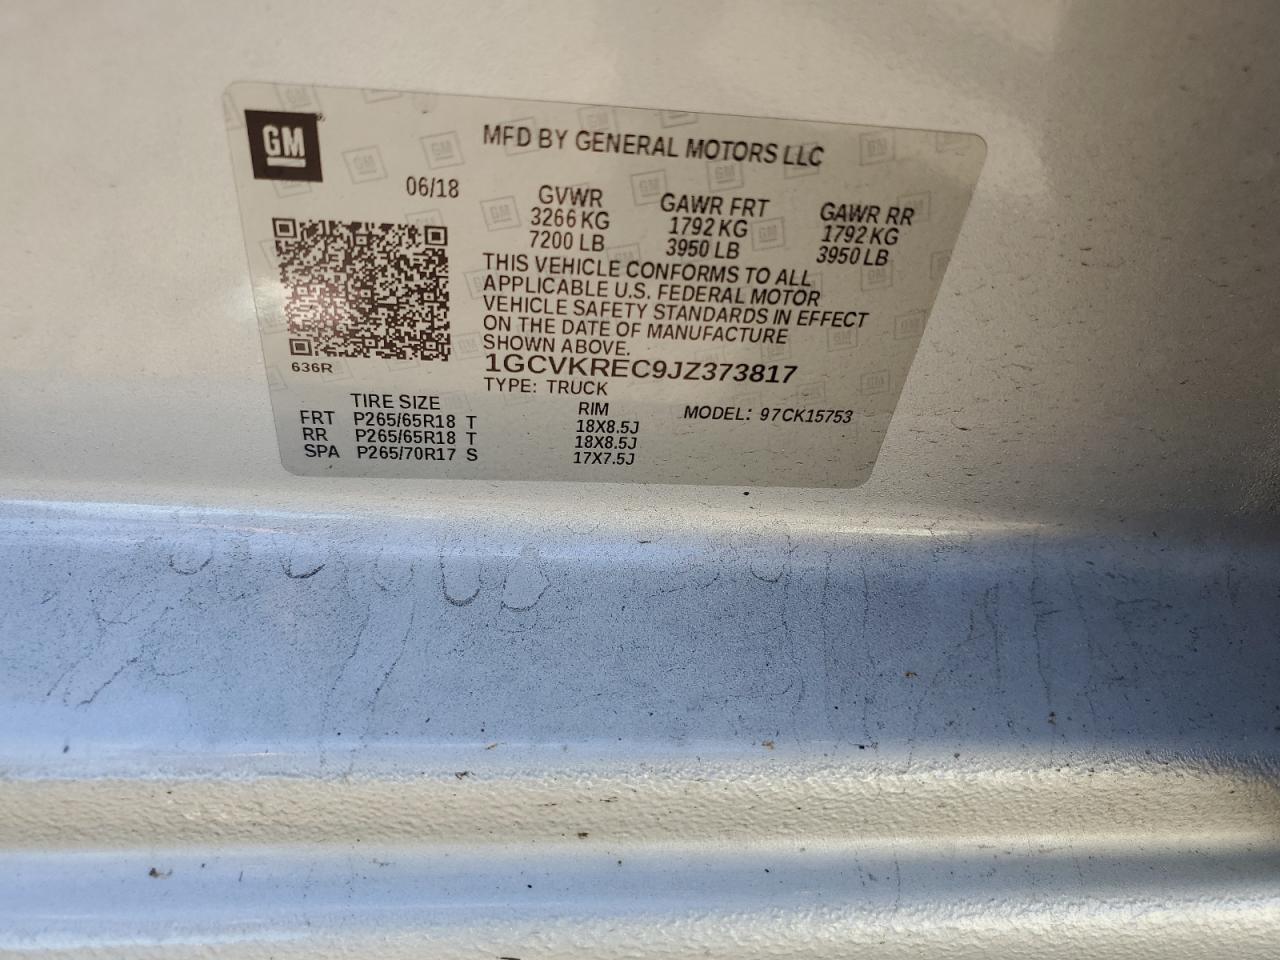 GM
MFD BY GENERAL MOTORS LLC
06/18
GVWR GAWR FRT GAWR RR
3266 KG 1792 KG 1792 KG
7200 LB 3950 LB 3950 LB
THIS VEHICLE CONFORMS TO ALL
APPLICABLE U.S. FEDERAL MOTOR
VEHICLE SAFETY STANDARDS IN EFFECT
ON THE DATE OF MANUFACTURE
SHOWN ABOVE.
636R
1GCVKREC9JZ373817
TYPE: TRUCK
MODEL: 97CK15753
TIRE SIZE RIM
FRT P265/65R18 T 18X8.5J
RR P265/65R18 T 18X8.5J
SPA P265/70R17 S 17X7.5J